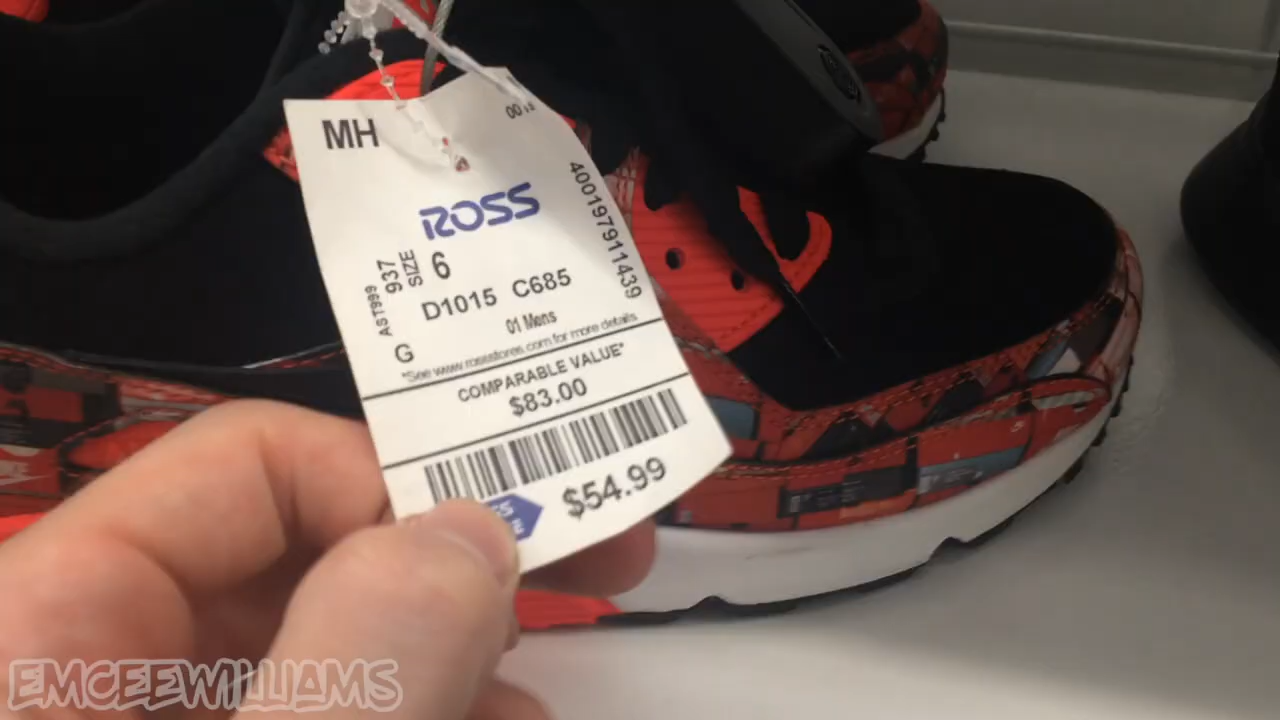 MH
ROSS
400197911439
AST999
937
SIZE
6
D1015 C685
01 Mens
G
*See www.rossstores.com for more details.
COMPARABLE VALUE*
$83.00
$54.99
EMCEEWILLIAMS